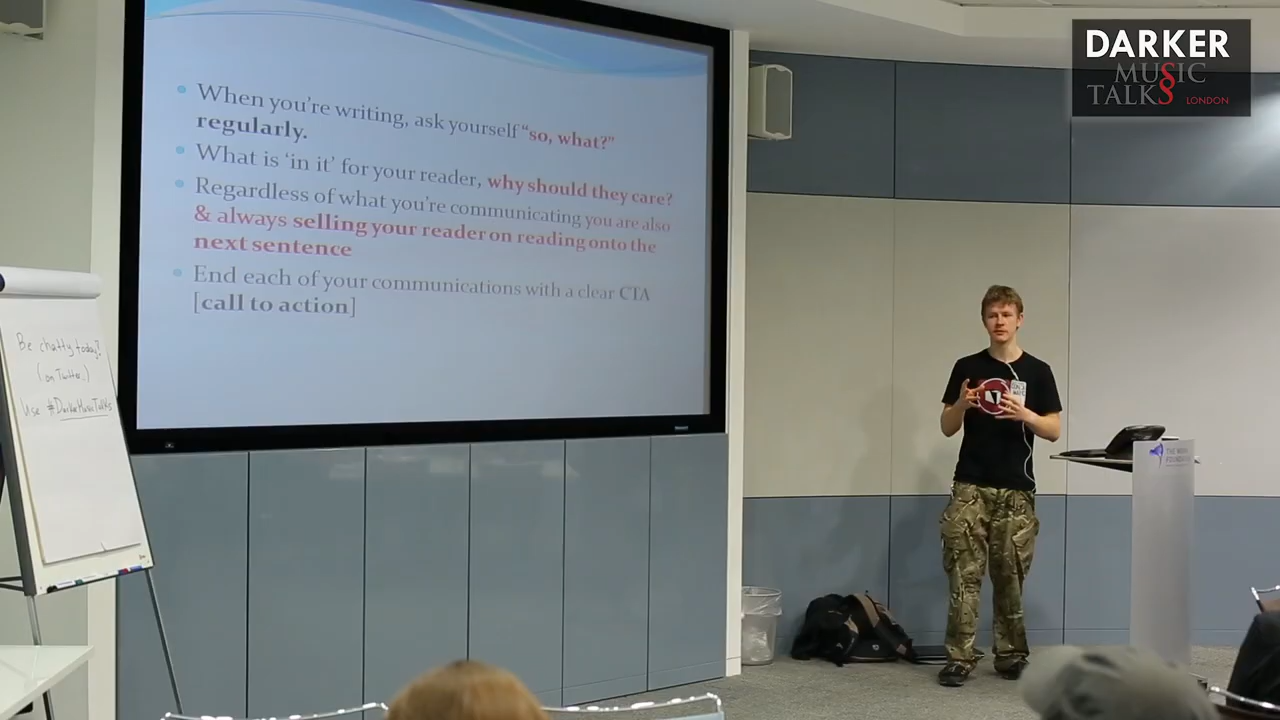 DARKER
MUSIC
TALKS LONDON
When you're writing, ask yourself "so, what?"
regularly.
What is 'in it' for your reader, why should they care?
Regardless of what you're communicating you are also
& always selling your reader on reading onto the
next sentence
End each of your communications with a clear CTA
[call to action]
Be chatty today!
(on Twitter.)
Use #DarkerMusicTalks